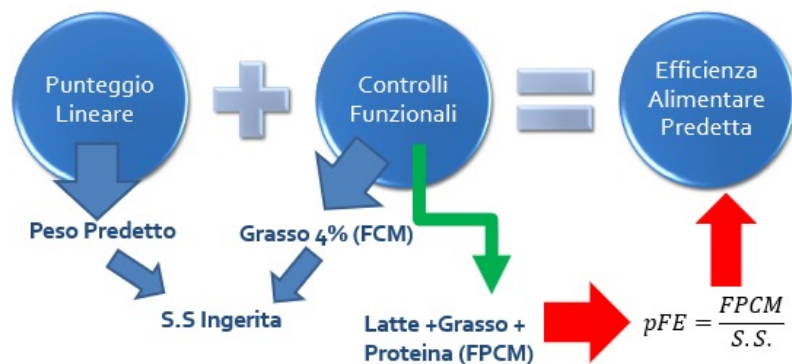 Punteggio
Lineare
Controlli
Funzionali
Efficienza
Alimentare
Predetta
Peso Predetto
Grasso 4% (FCM)
S.S Ingerita
Latte +Grasso +
Proteina (FPCM)
pFE = FPCM / S.S.